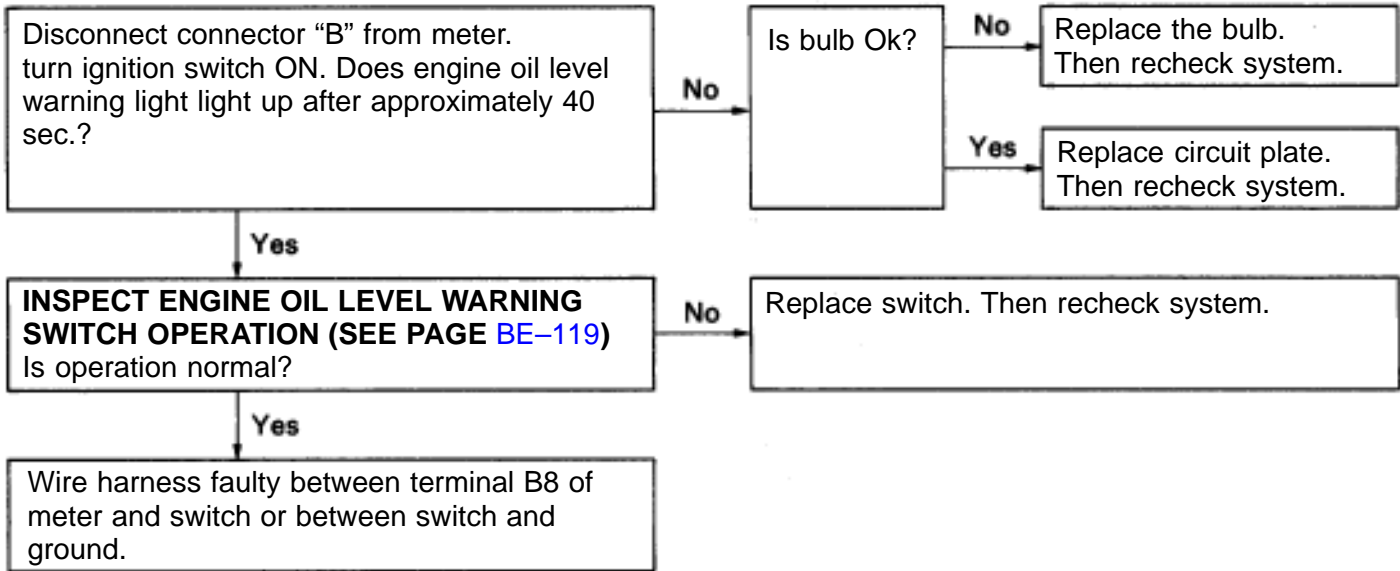 Disconnect connector “B” from meter.
turn ignition switch ON. Does engine oil level
warning light light up after approximately 40
sec.?
No
Is bulb Ok?
No
Replace the bulb.
Then recheck system.
Yes
Replace circuit plate.
Then recheck system.
Yes
INSPECT ENGINE OIL LEVEL WARNING
SWITCH OPERATION (SEE PAGE BE–119)
Is operation normal?
No
Replace switch. Then recheck system.
Yes
Wire harness faulty between terminal B8 of
meter and switch or between switch and
ground.